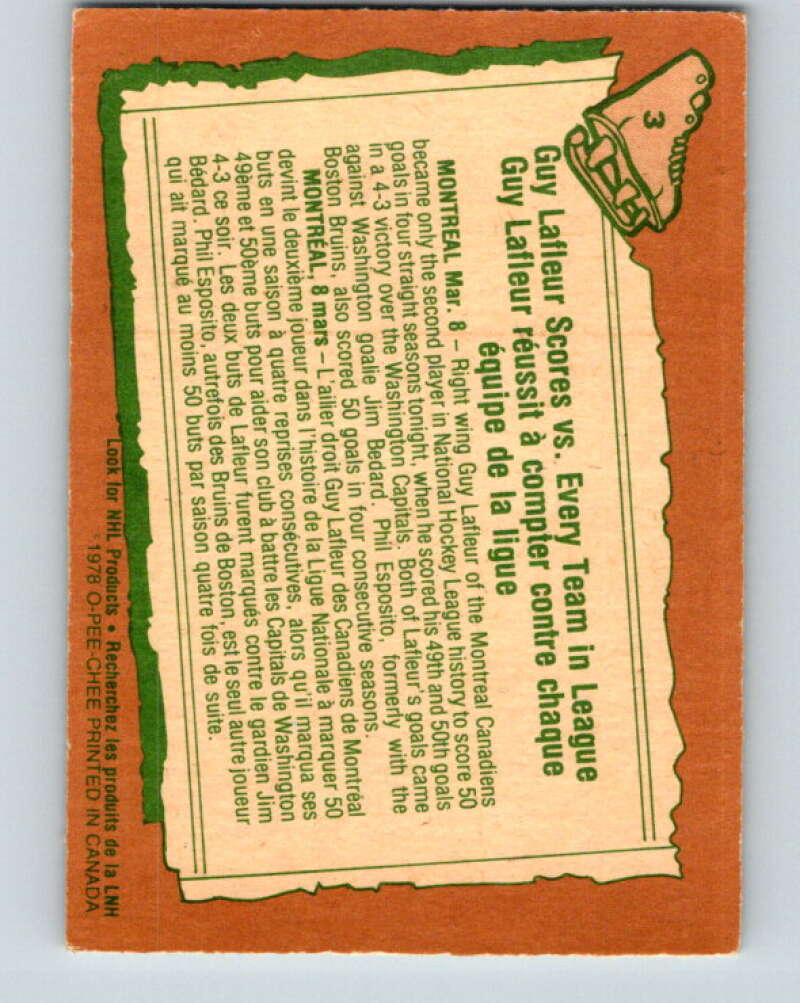 3
Guy Lafleur Scores vs. Every Team in League
Guy Lafleur réussit à compter contre chaque
équipe de la ligue
MONTREAL Mar. 8 – Right wing Guy Lafleur of the Montreal Canadiens
became only the second player in National Hockey League history to score 50
goals in four straight seasons tonight, when he scored his 49th and 50th goals
in a 4-3 victory over the Washington Capitals. Both of Lafleur's goals came
against Washington goalie Jim Bedard. Phil Esposito, formerly with the
Boston Bruins, also scored 50 goals in four consecutive seasons.
MONTRÉAL, 8 mars – L'ailier droit Guy Lafleur des Canadiens de Montréal
devint le deuxième joueur dans l'histoire de la Ligue Nationale à marquer 50
buts en une saison à quatre reprises consécutives, alors qu'il marqua ses
49ème et 50ème buts pour aider son club à battre les Capitals de Washington
4-3 ce soir. Les deux buts de Lafleur furent marqués contre le gardien Jim
Bédard. Phil Esposito, autrefois des Bruins de Boston, est le seul autre joueur
qui ait marqué au moins 50 buts par saison quatre fois de suite.
Look for NHL Products • Recherchez les produits de la LNH
©1978 O-PEE-CHEE PRINTED IN CANADA